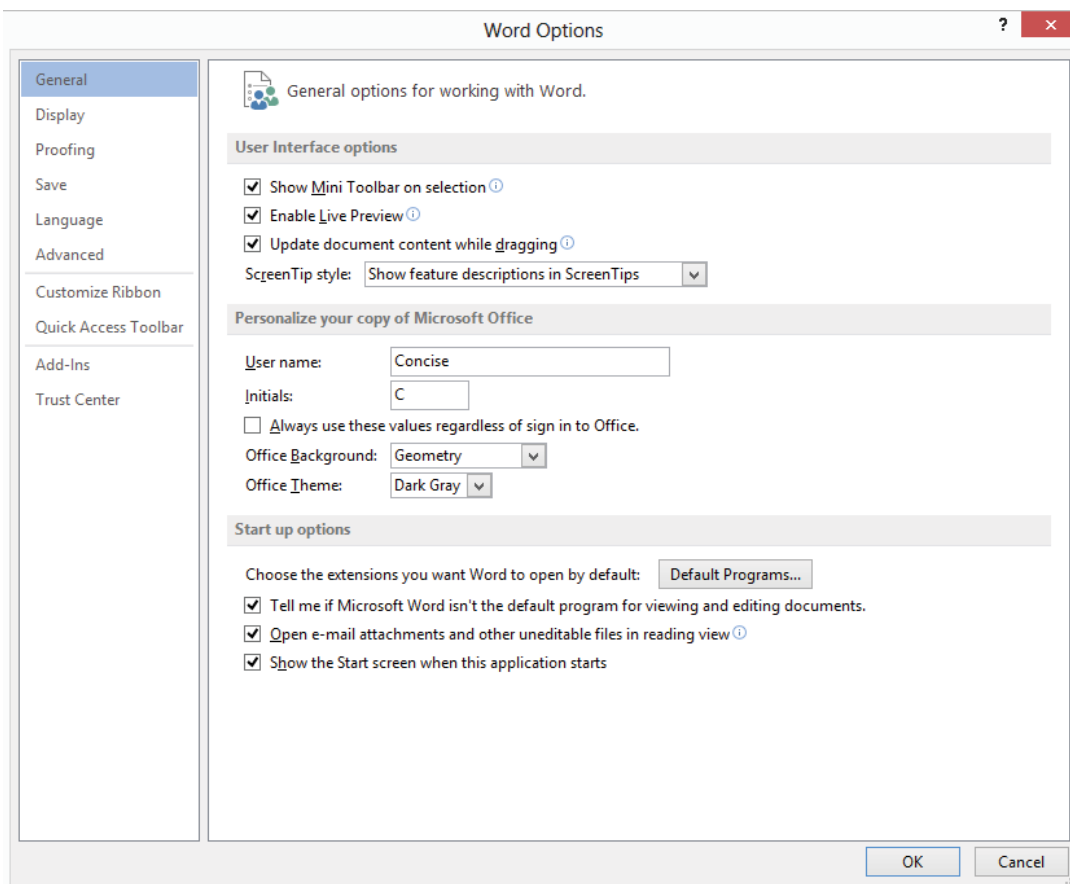 Word Options
?
General
Display
Proofing
Save
Language
Advanced
Customize Ribbon
Quick Access Toolbar
Add-Ins
Trust Center
General options for working with Word.
User Interface options
Show Mini Toolbar on selection
Enable Live Preview
Update document content while dragging
ScreenTip style: Show feature descriptions in ScreenTips
Personalize your copy of Microsoft Office
User name: Concise
Initials: C
Always use these values regardless of sign in to Office.
Office Background: Geometry
Office Theme: Dark Gray
Start up options
Choose the extensions you want Word to open by default: Default Programs...
Tell me if Microsoft Word isn't the default program for viewing and editing documents.
Open e-mail attachments and other uneditable files in reading view
Show the Start screen when this application starts
OK Cancel